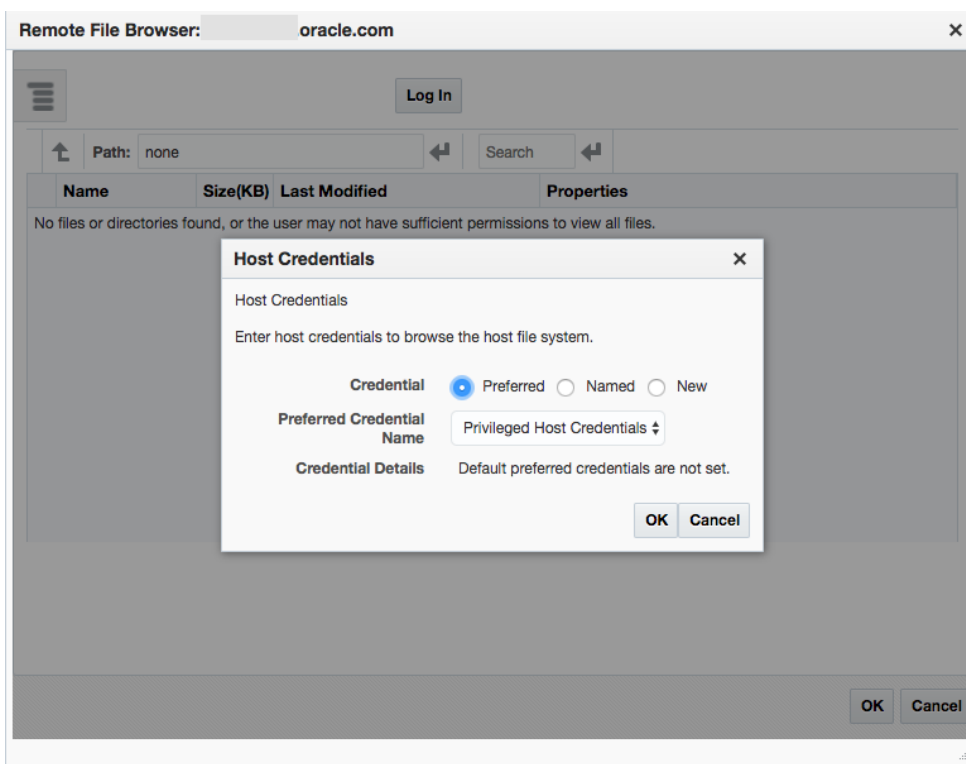 Remote File Browser: .oracle.com
Log In
Path: none Search
Name Size(KB) Last Modified Properties
No files or directories found, or the user may not have sufficient permissions to view all files.
Host Credentials
Host Credentials
Enter host credentials to browse the host file system.
Credential Preferred Named New
Preferred Credential
Name
Privileged Host Credentials
Credential Details Default preferred credentials are not set.
OK Cancel
OK Cancel